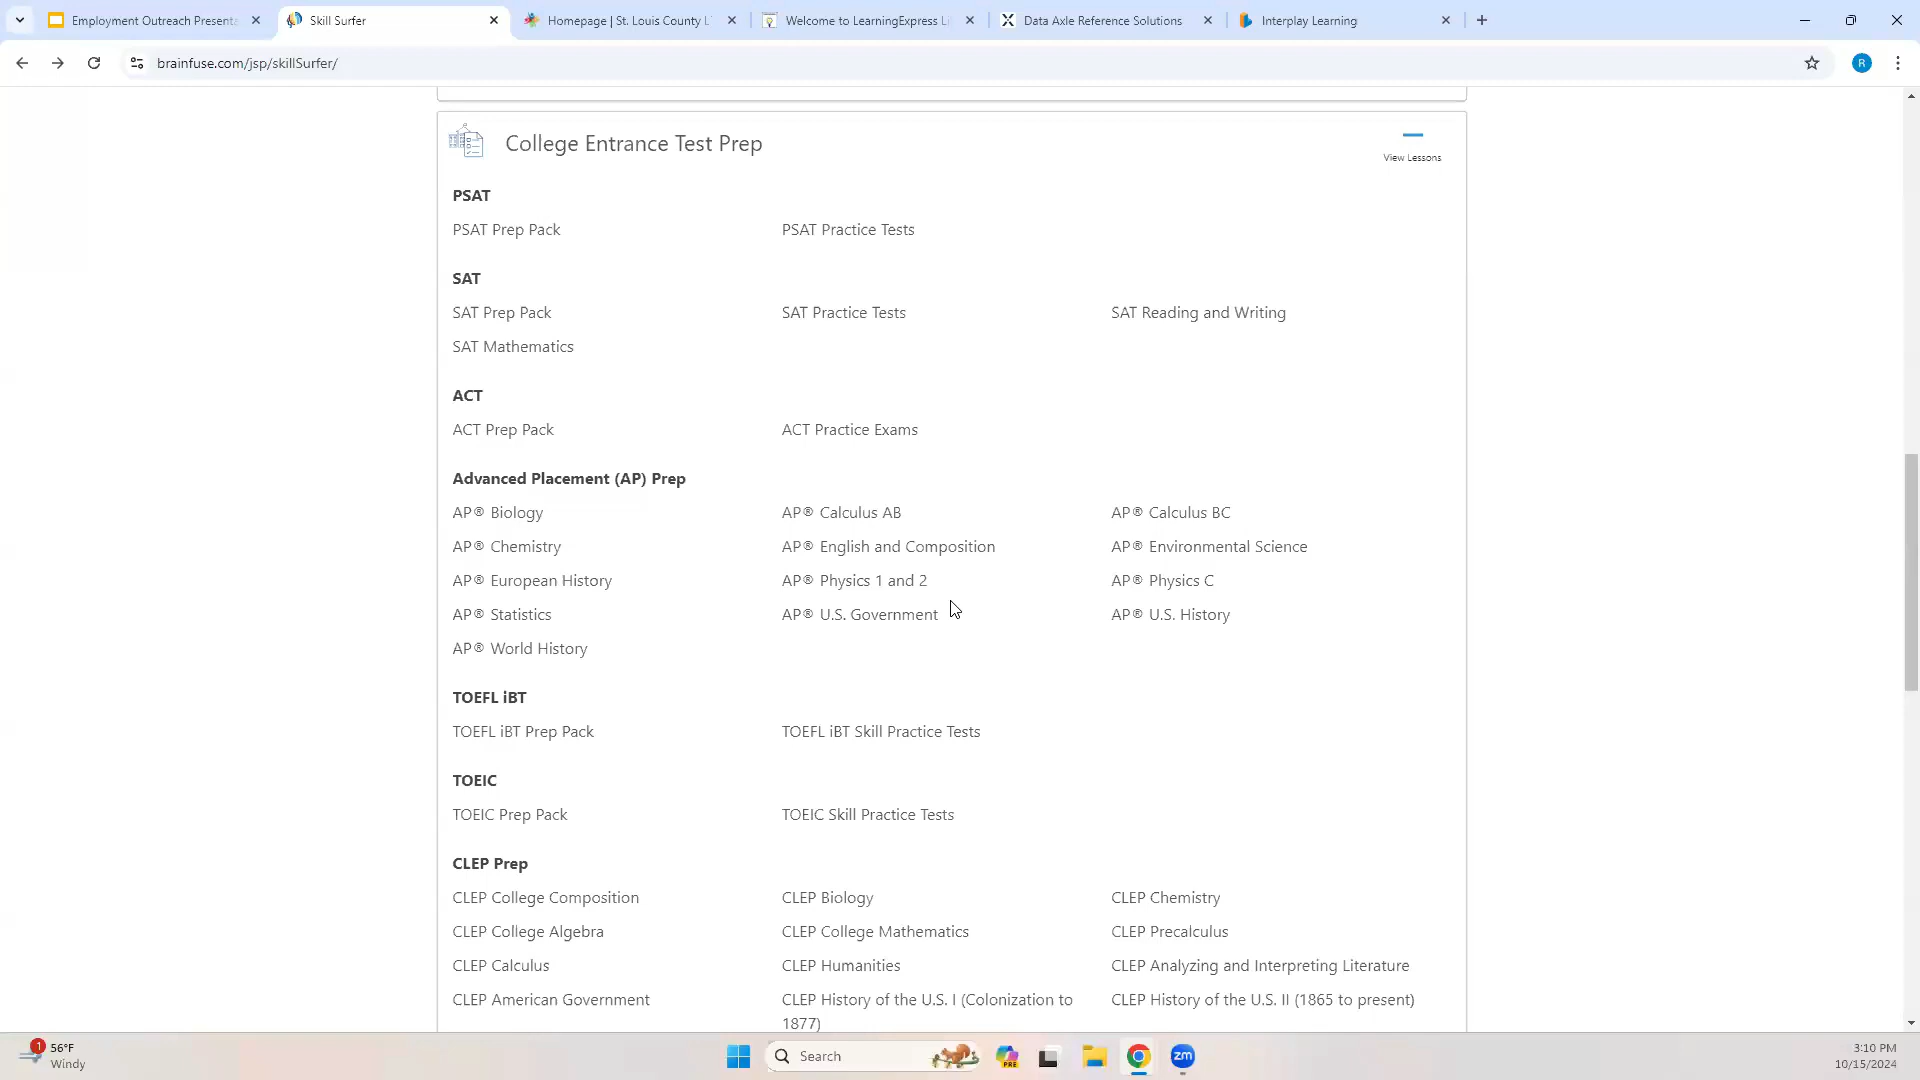 Employment Outreach Presenta
Skill Surfer
Homepage | St. Louis County L
Welcome to LearningExpress Li
Data Axle Reference Solutions
Interplay Learning
brainfuse.com/jsp/skillSurfer/
R
College Entrance Test Prep
View Lessons
PSAT
PSAT Prep Pack
PSAT Practice Tests
SAT
SAT Prep Pack
SAT Practice Tests
SAT Reading and Writing
SAT Mathematics
ACT
ACT Prep Pack
ACT Practice Exams
Advanced Placement (AP) Prep
AP® Biology
AP® Calculus AB
AP® Calculus BC
AP® Chemistry
AP® English and Composition
AP® Environmental Science
AP® European History
AP® Physics 1 and 2
AP® Physics C
AP® Statistics
AP® U.S. Government
AP® U.S. History
AP® World History
TOEFL iBT
TOEFL iBT Prep Pack
TOEFL iBT Skill Practice Tests
TOEIC
TOEIC Prep Pack
TOEIC Skill Practice Tests
CLEP Prep
CLEP College Composition
CLEP Biology
CLEP Chemistry
CLEP College Algebra
CLEP College Mathematics
CLEP Precalculus
CLEP Calculus
CLEP Humanities
CLEP Analyzing and Interpreting Literature
CLEP American Government
CLEP History of the U.S. I (Colonization to
1877)
CLEP History of the U.S. II (1865 to present)
1
56°F
Windy
Search
PRE
zm
3:10 PM
10/15/2024